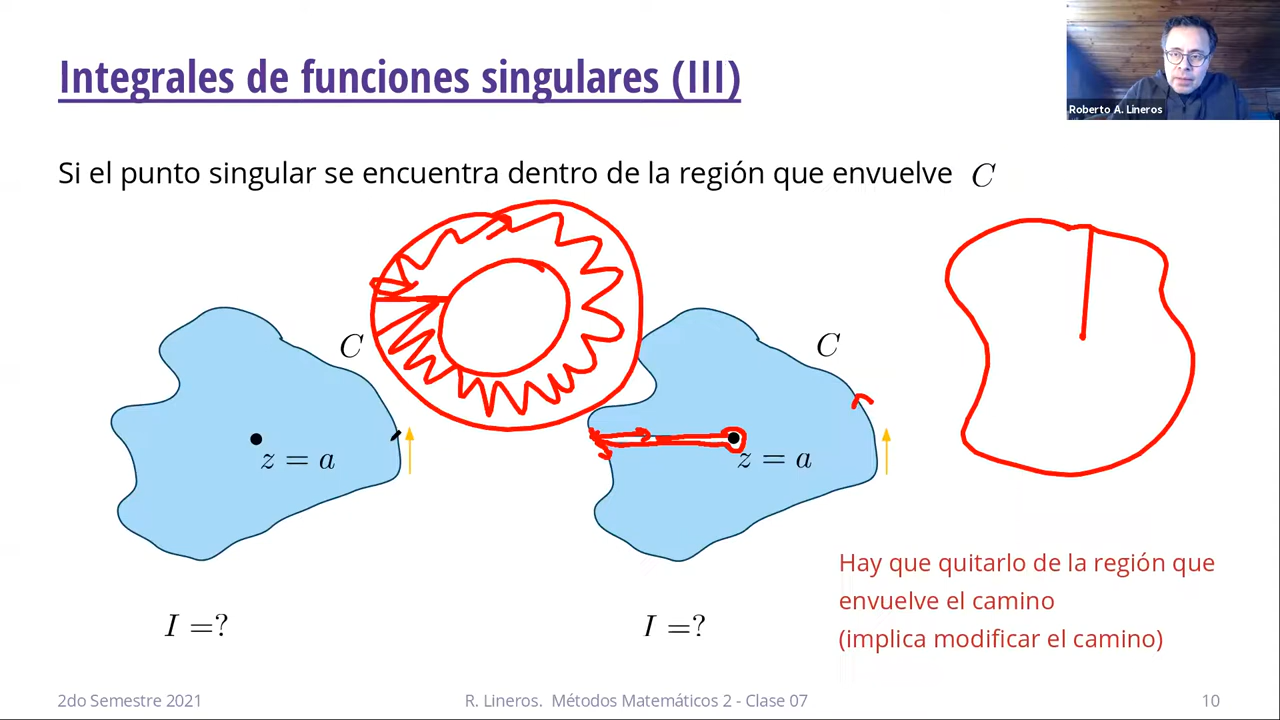 Integrales de funciones singulares (III)
Roberto A. Lineros
Si el punto singular se encuentra dentro de la región que envuelve C
C
C
z = a
z = a
Hay que quitarlo de la región que
envuelve el camino
(implica modificar el camino)
I =?
I =?
2do Semestre 2021
R. Lineros. Métodos Matemáticos 2 - Clase 07
10